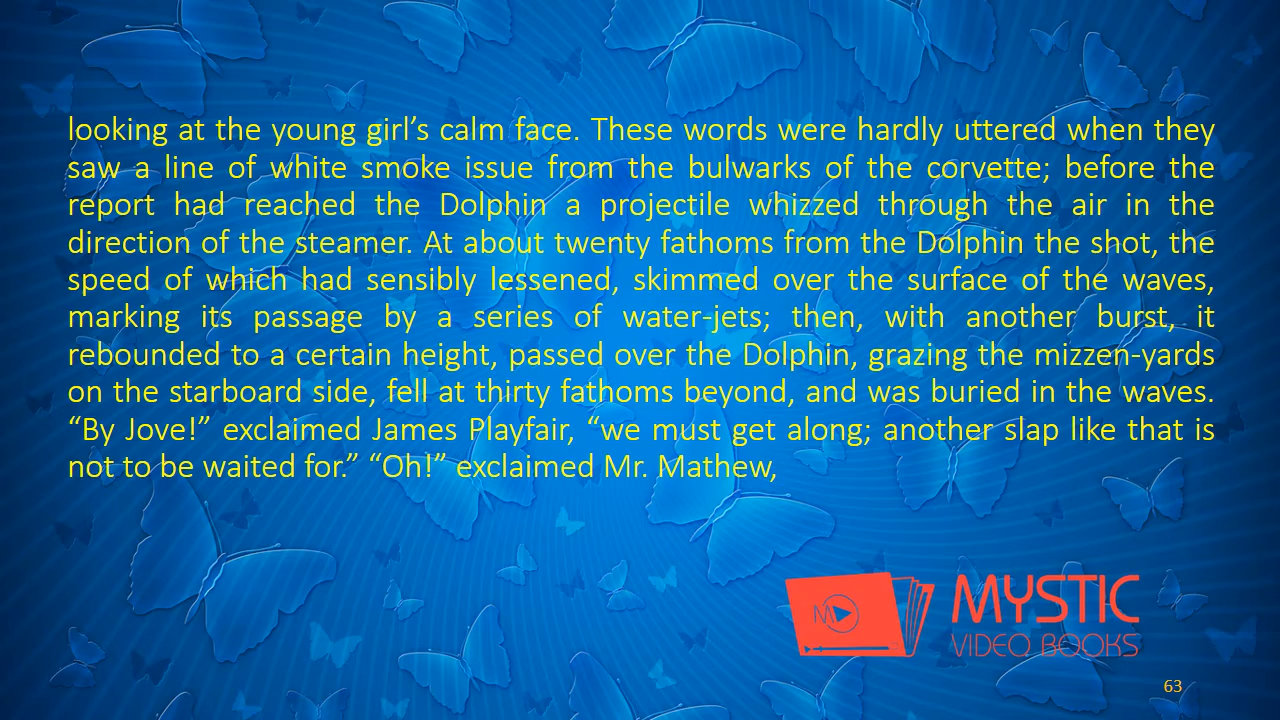 looking at the young girl’s calm face. These words were hardly uttered when they
saw a line of white smoke issue from the bulwarks of the corvette; before the
report had reached the Dolphin a projectile whizzed through the air in the
direction of the steamer. At about twenty fathoms from the Dolphin the shot, the
speed of which had sensibly lessened, skimmed over the surface of the waves,
marking its passage by a series of water-jets; then, with another burst, it
rebounded to a certain height, passed over the Dolphin, grazing the mizzen-yards
on the starboard side, fell at thirty fathoms beyond, and was buried in the waves.
“By Jove!” exclaimed James Playfair, “we must get along; another slap like that is
not to be waited for.” “Oh!” exclaimed Mr. Mathew,
MYSTIC
VIDEO BOOKS
63